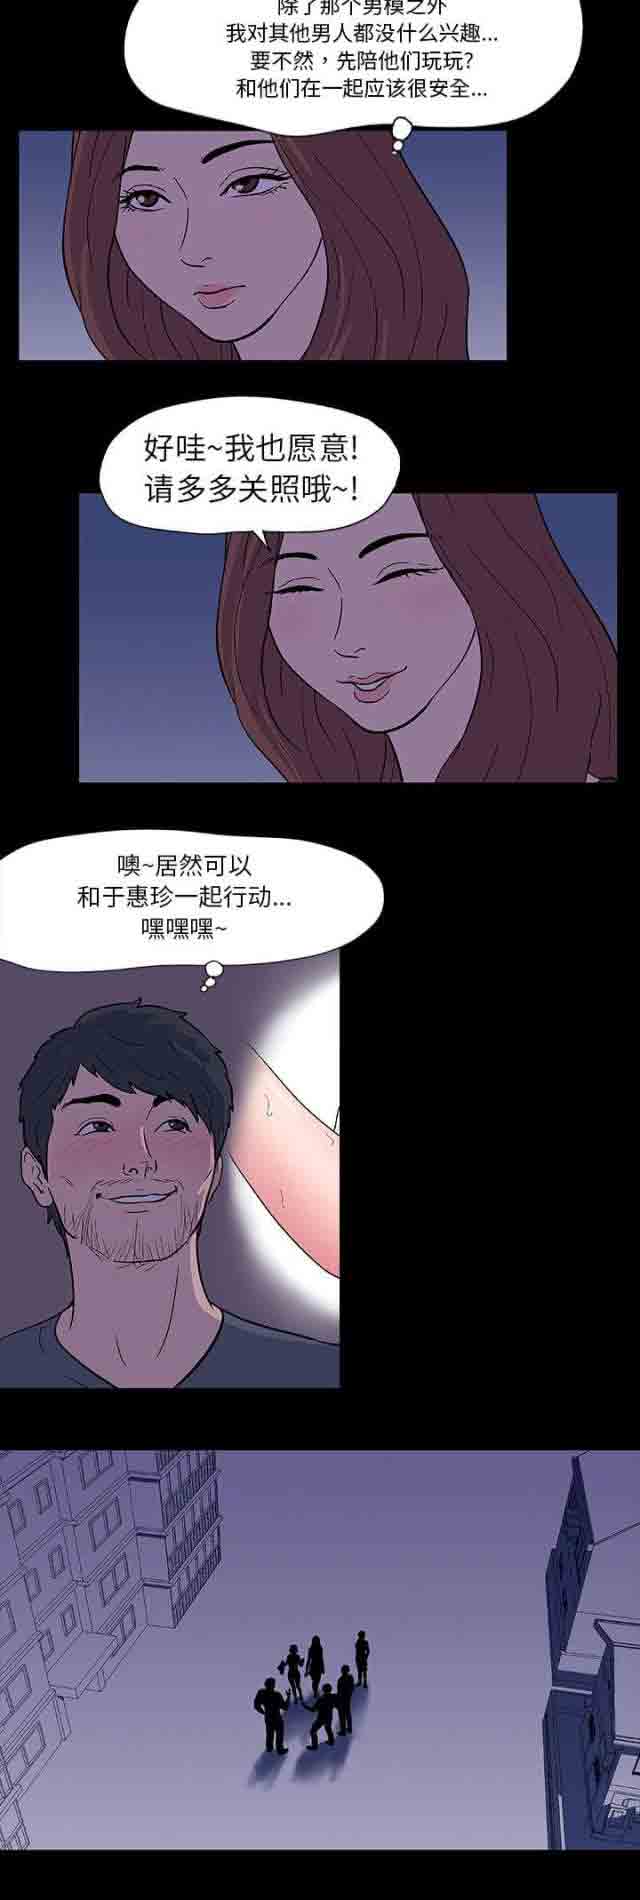 除了那个男模之外
我对其他男人都没什么兴趣...
要不然，先陪他们玩玩?
和他们在一起应该很安全...
好哇~我也愿意!
请多多关照哦~!
噢~居然可以
和于惠珍一起行动...
嘿嘿嘿~